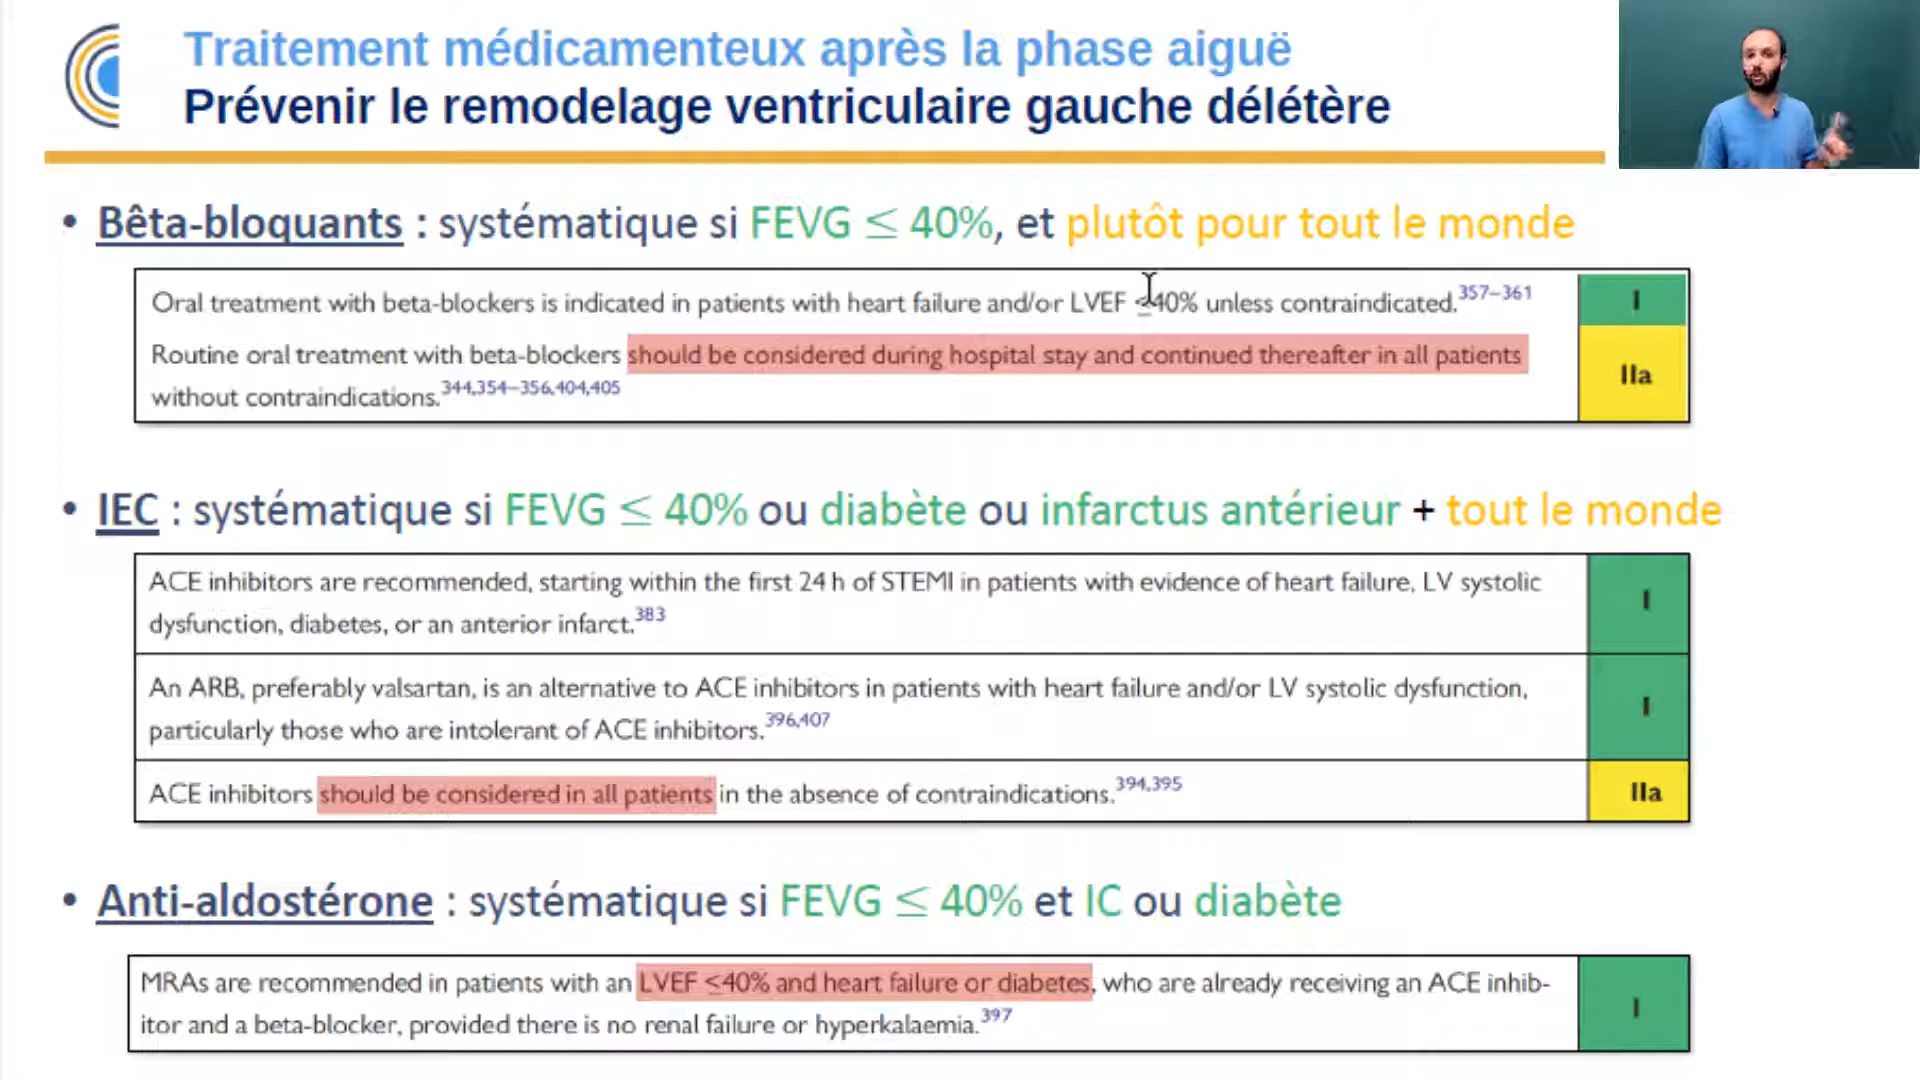 Traitement médicamenteux après la phase aiguë
Prévenir le remodelage ventriculaire gauche délétère
• Bêta-bloquants : systématique si FEVG ≤ 40%, et plutôt pour tout le monde
Oral treatment with beta-blockers is indicated in patients with heart failure and/or LVEF ≤40% unless contraindicated.357–361
I
Routine oral treatment with beta-blockers should be considered during hospital stay and continued thereafter in all patients
without contraindications.344,354–356,404,405
IIa
• IEC : systématique si FEVG ≤ 40% ou diabète ou infarctus antérieur + tout le monde
ACE inhibitors are recommended, starting within the first 24 h of STEMI in patients with evidence of heart failure, LV systolic
dysfunction, diabetes, or an anterior infarct.383
I
An ARB, preferably valsartan, is an alternative to ACE inhibitors in patients with heart failure and/or LV systolic dysfunction,
particularly those who are intolerant of ACE inhibitors.396,407
I
ACE inhibitors should be considered in all patients in the absence of contraindications.394,395
IIa
• Anti-aldostérone : systématique si FEVG ≤ 40% et IC ou diabète
MRAs are recommended in patients with an LVEF ≤40% and heart failure or diabetes, who are already receiving an ACE inhib-
itor and a beta-blocker, provided there is no renal failure or hyperkalaemia.397
I